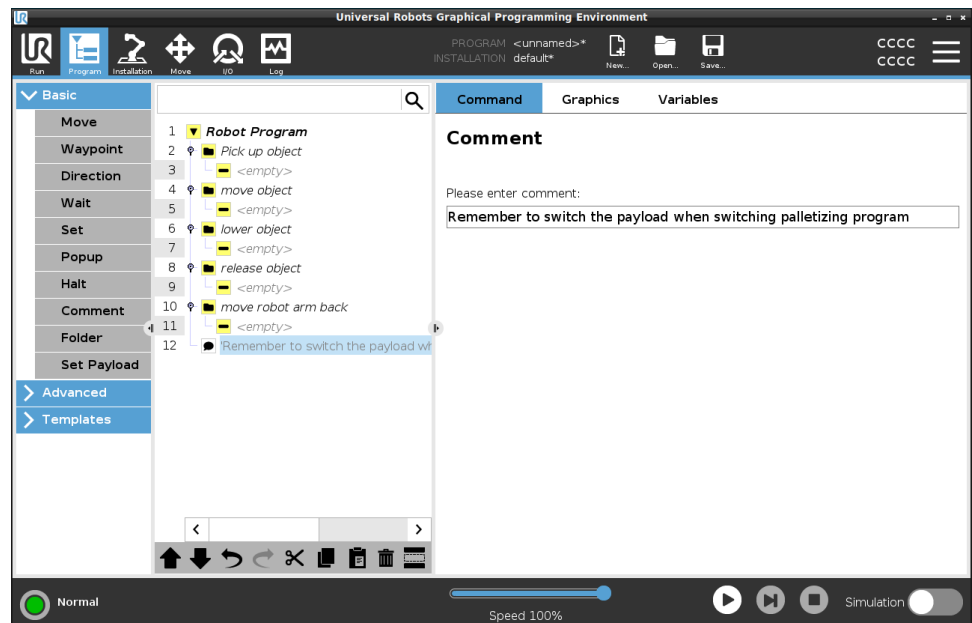 Universal Robots Graphical Programming Environment
PROGRAM <unnamed>*
INSTALLATION default*
CCCC
CCCC
Run Program Installation Move I/O Log New... Open... Save...
Basic
Move
Waypoint
Direction
Wait
Set
Popup
Halt
Comment
Folder
Set Payload
Advanced
Templates
1 Robot Program
2 Pick up object
3 <empty>
4 move object
5 <empty>
6 lower object
7 <empty>
8 release object
9 <empty>
10 move robot arm back
11 <empty>
12 'Remember to switch the payload wh
Command Graphics Variables
Comment
Please enter comment:
Remember to switch the payload when switching palletizing program
Normal
Speed 100%
Simulation